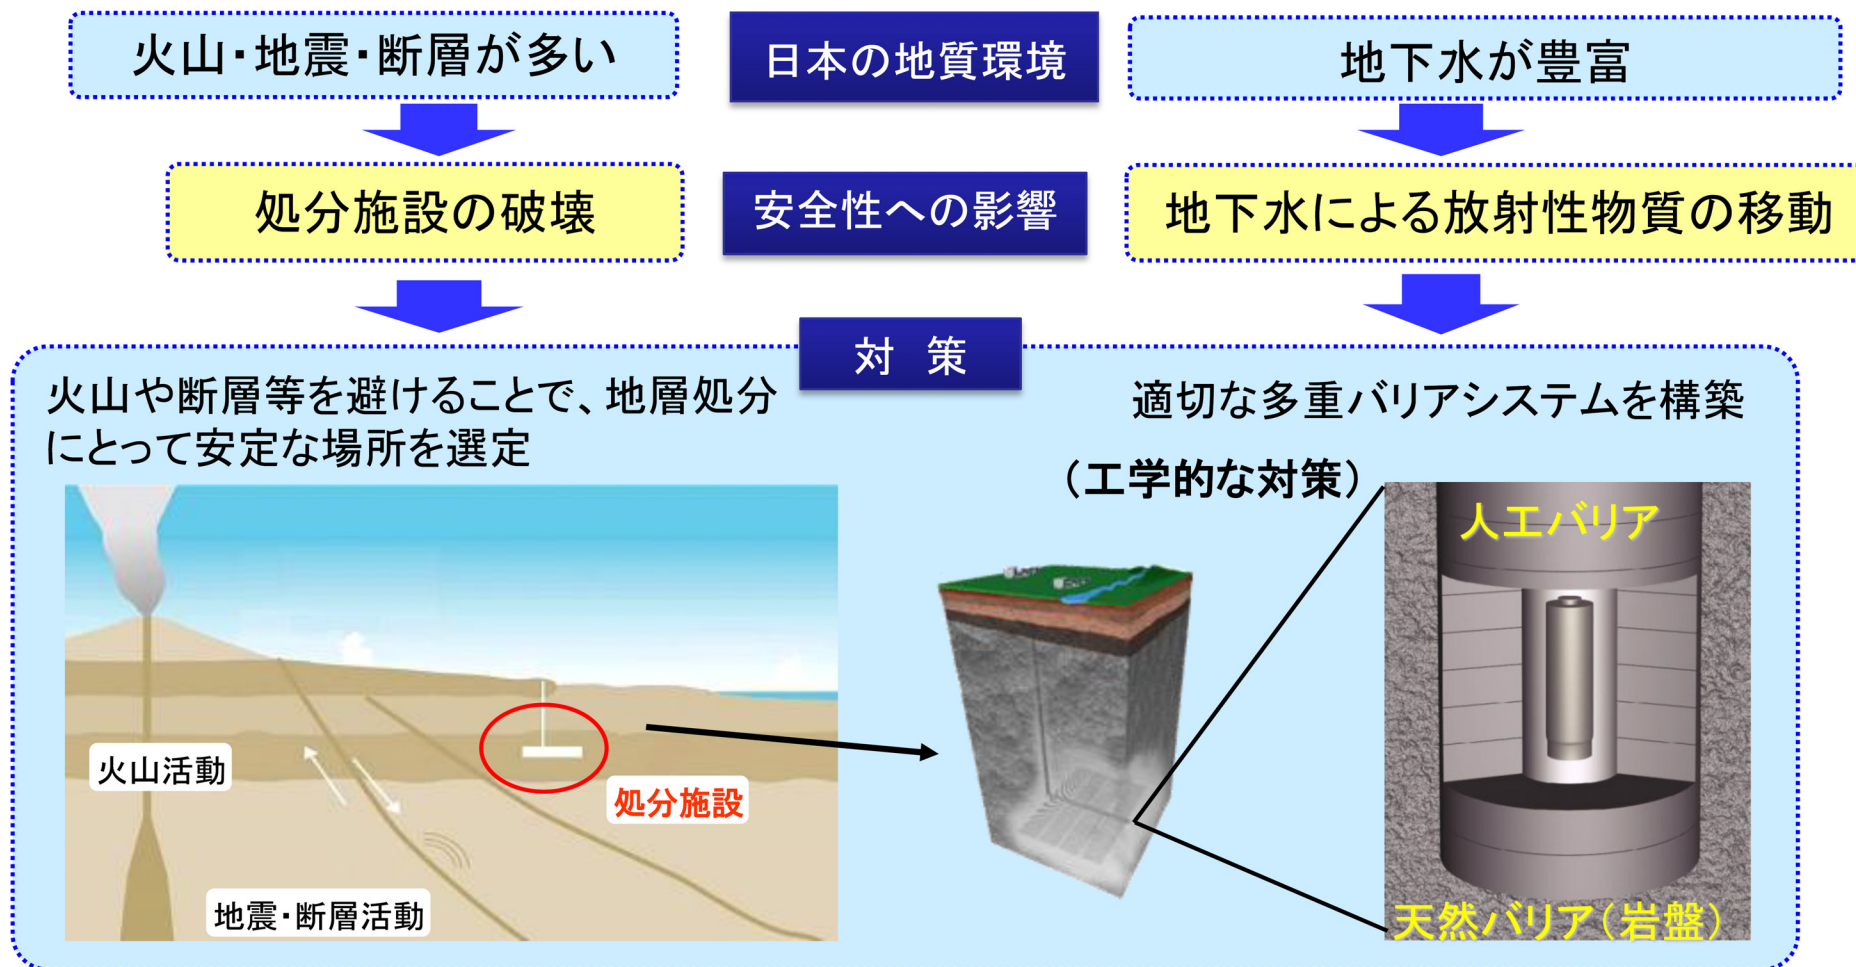 火山・地震・断層が多い
日本の地質環境
地下水が豊富
処分施設の破壊
安全性への影響
地下水による放射性物質の移動
対 策
火山や断層等を避けることで、地層処分
にとって安定な場所を選定
適切な多重バリアシステムを構築
（工学的な対策）
火山活動
処分施設
地震・断層活動
人工バリア
天然バリア（岩盤）